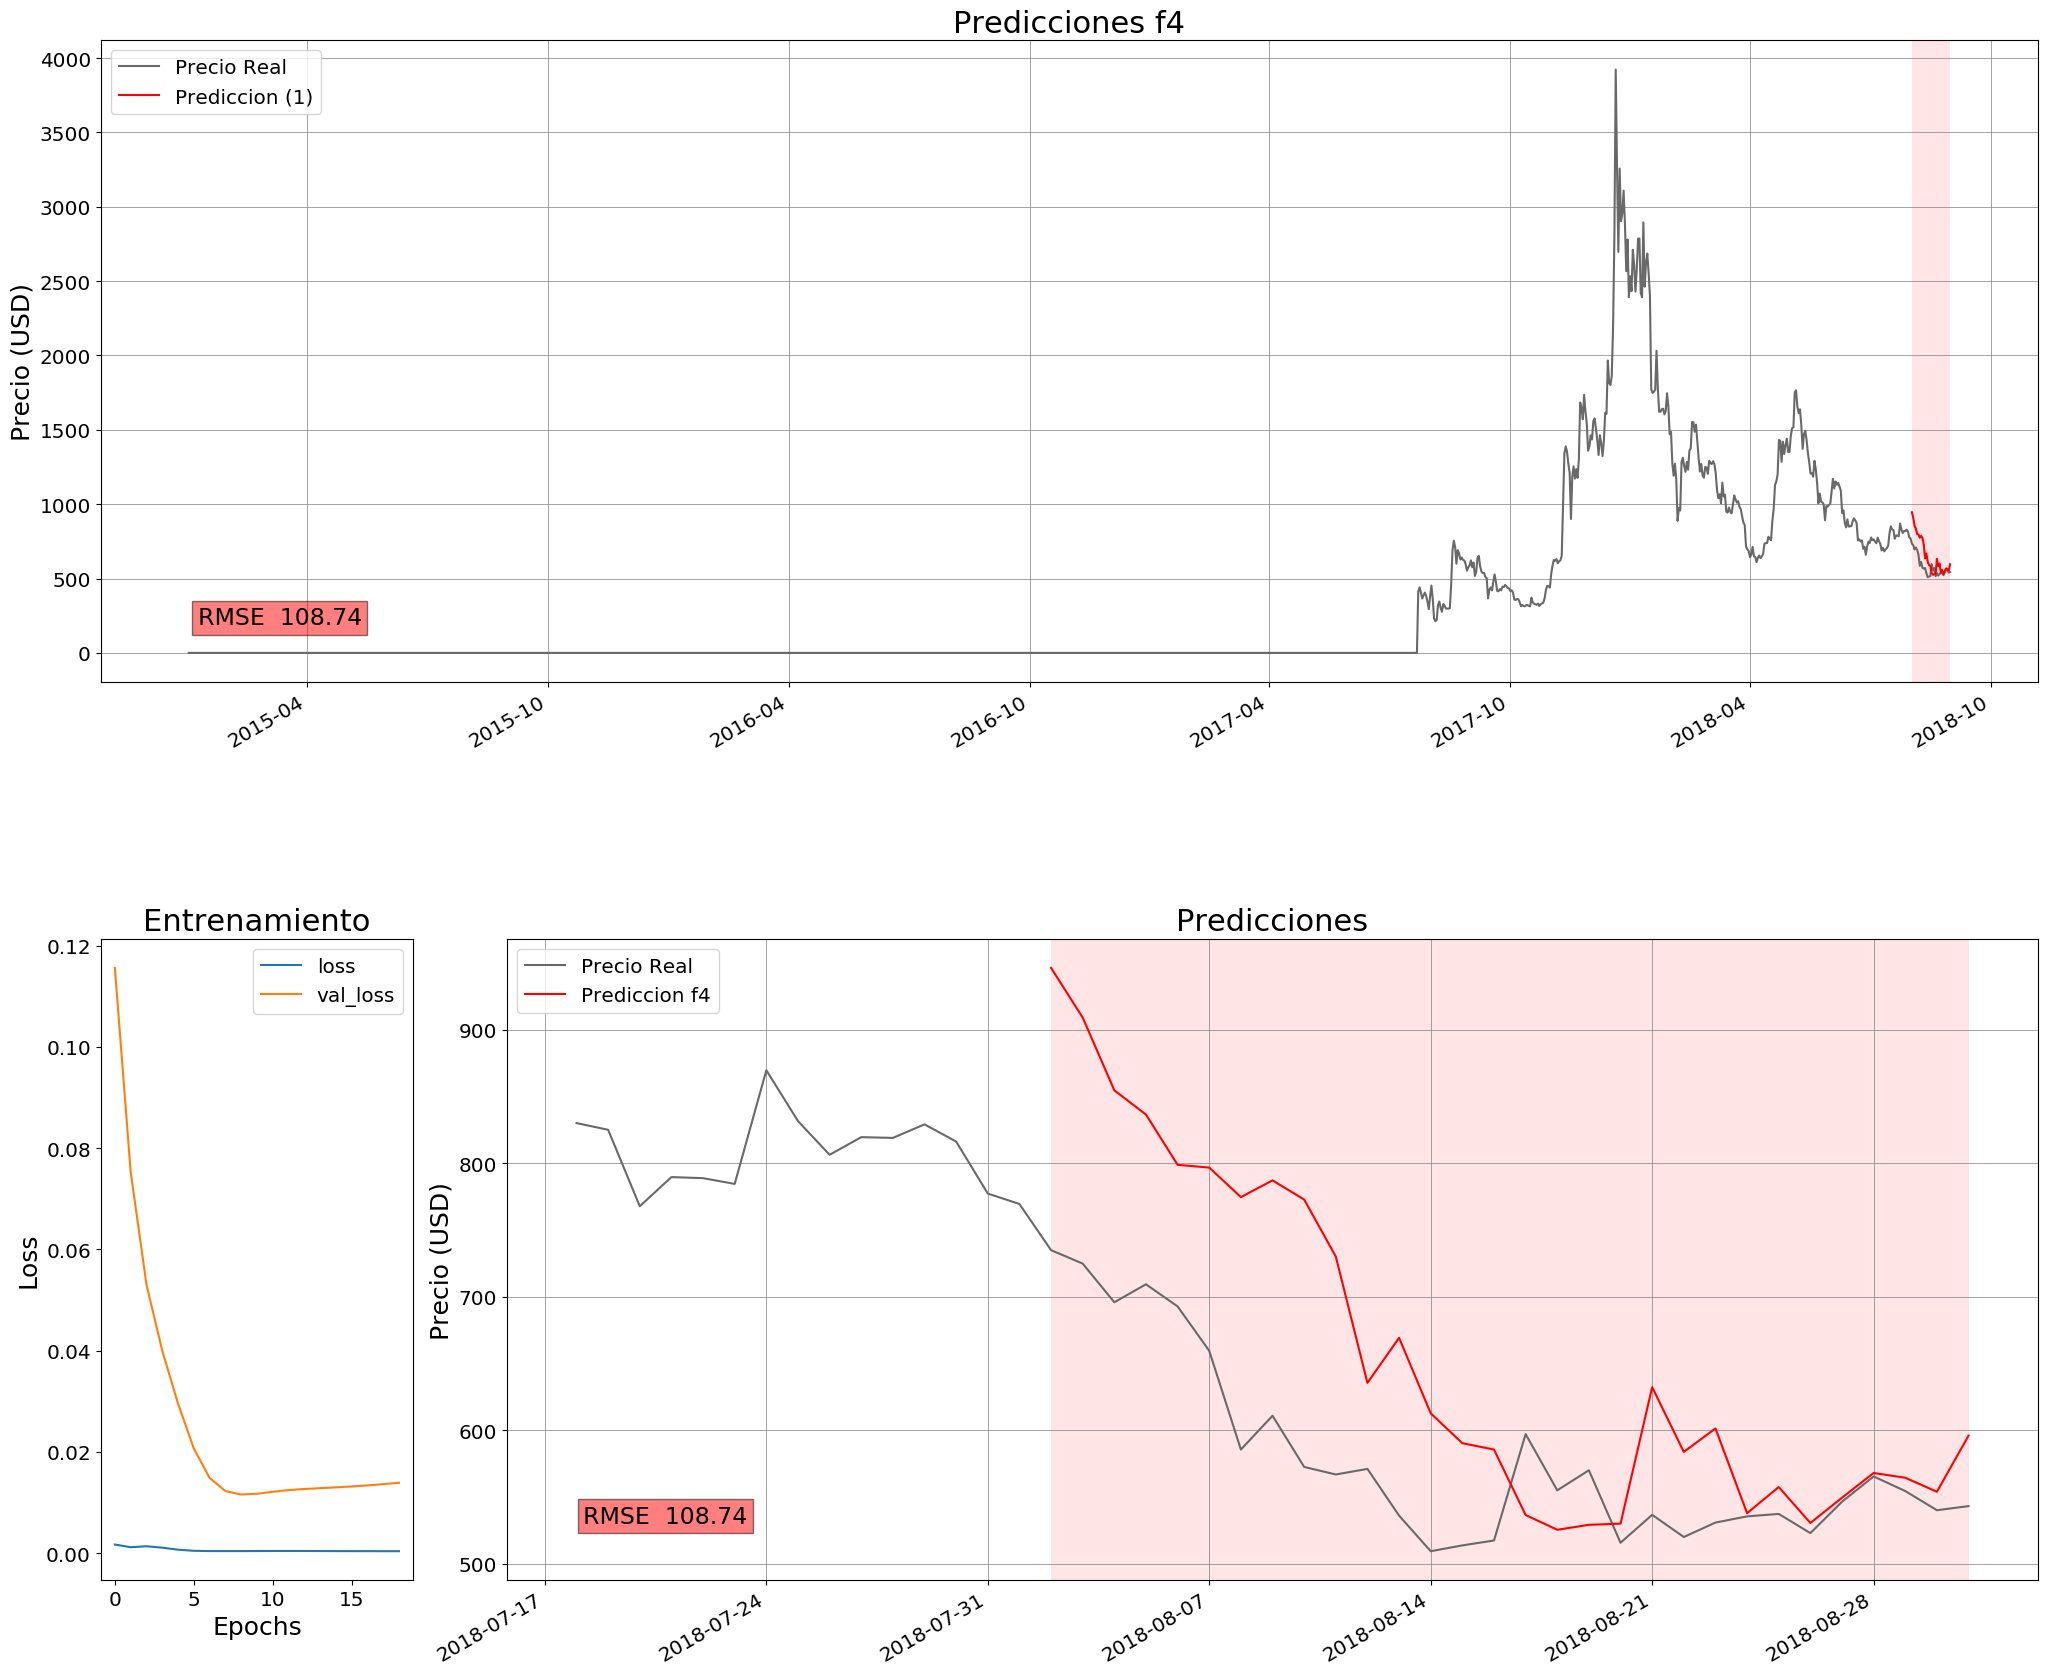 Predicciones f4
Precio Real
Prediccion (1)
Precio (USD)
4000
3500
3000
2500
2000
1500
1000
500
0
RMSE  108.74
2015-04
2015-10
2016-04
2016-10
2017-04
2017-10
2018-04
2018-10
Entrenamiento
loss
val_loss
Loss
0.12
0.10
0.08
0.06
0.04
0.02
0.00
0
5
10
15
Epochs
Predicciones
Precio Real
Prediccion f4
Precio (USD)
900
800
700
600
500
RMSE  108.74
2018-07-17
2018-07-24
2018-07-31
2018-08-07
2018-08-14
2018-08-21
2018-08-28